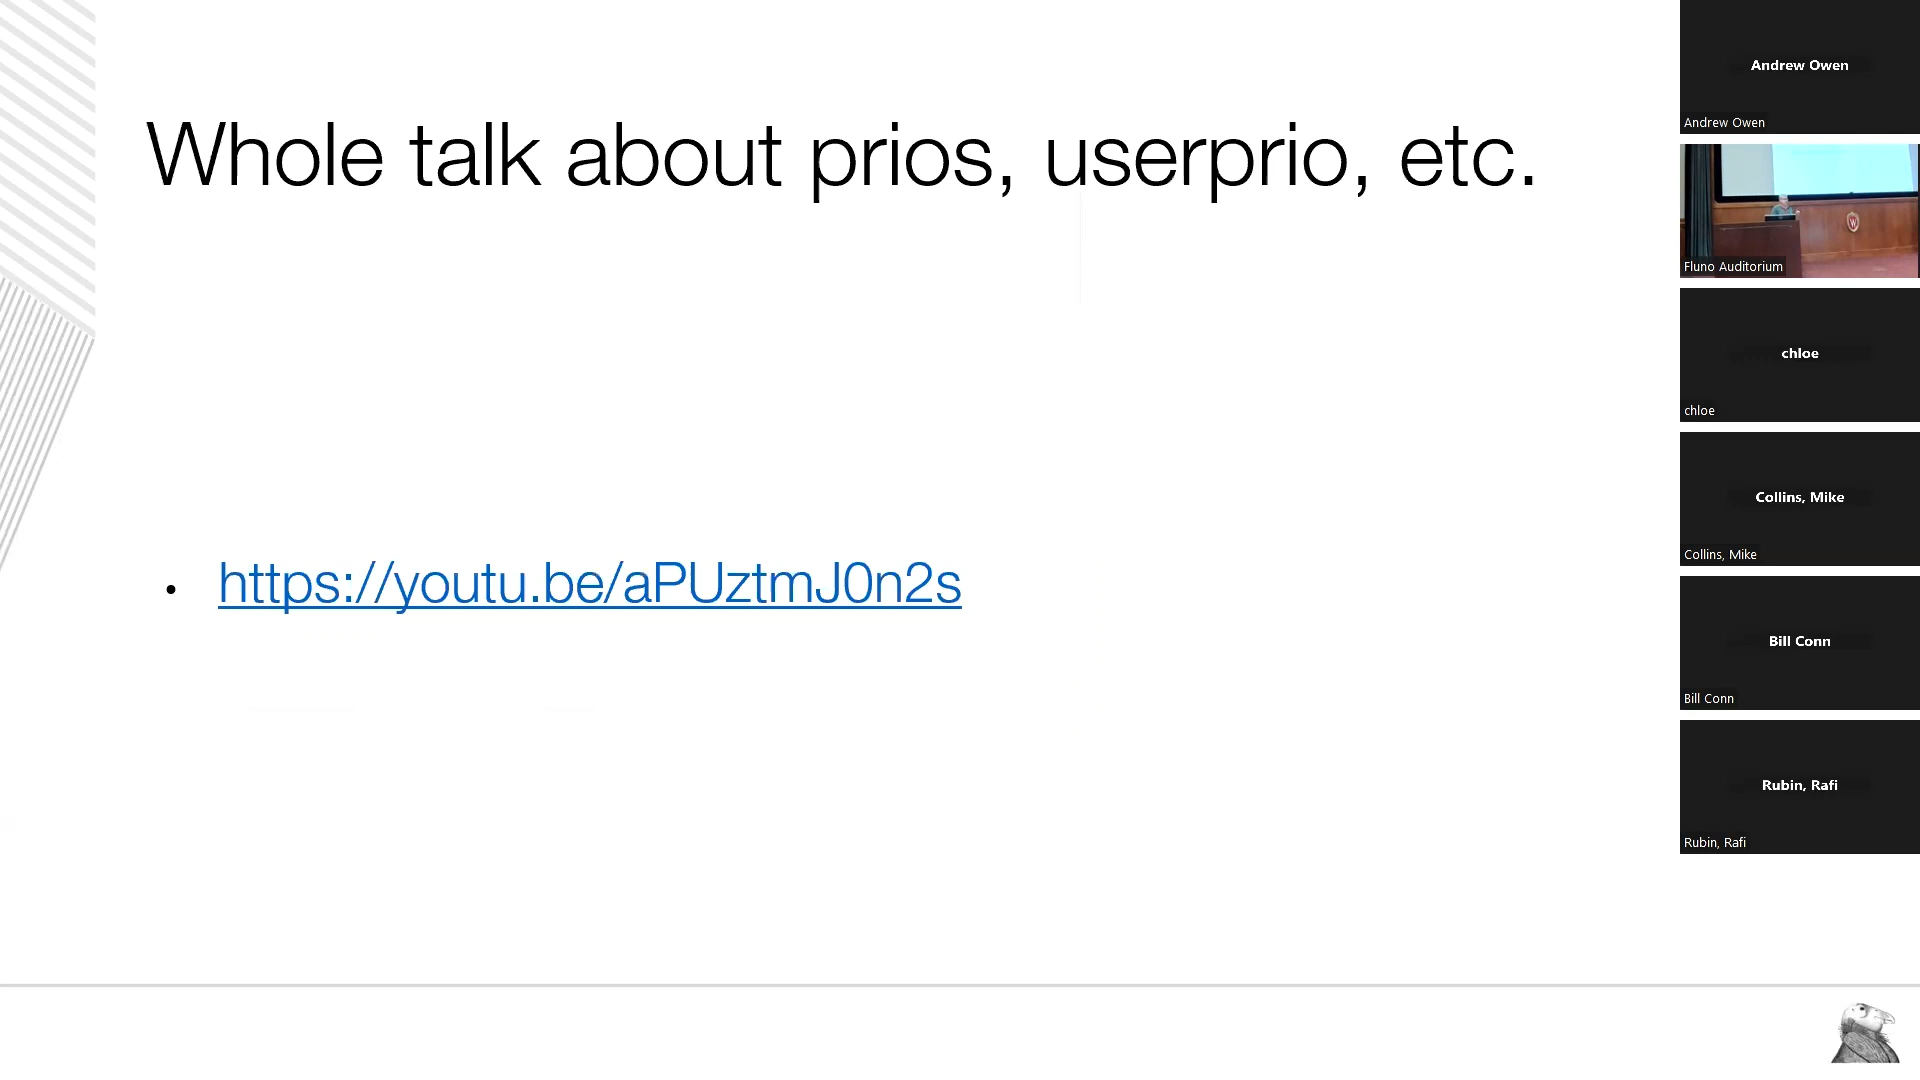 Whole talk about prios, userprio, etc.
• https://youtu.be/aPUztmJ0n2s
Andrew Owen
Andrew Owen
W
Fluno Auditorium
chloe
chloe
Collins, Mike
Collins, Mike
Bill Conn
Bill Conn
Rubin, Rafi
Rubin, Rafi